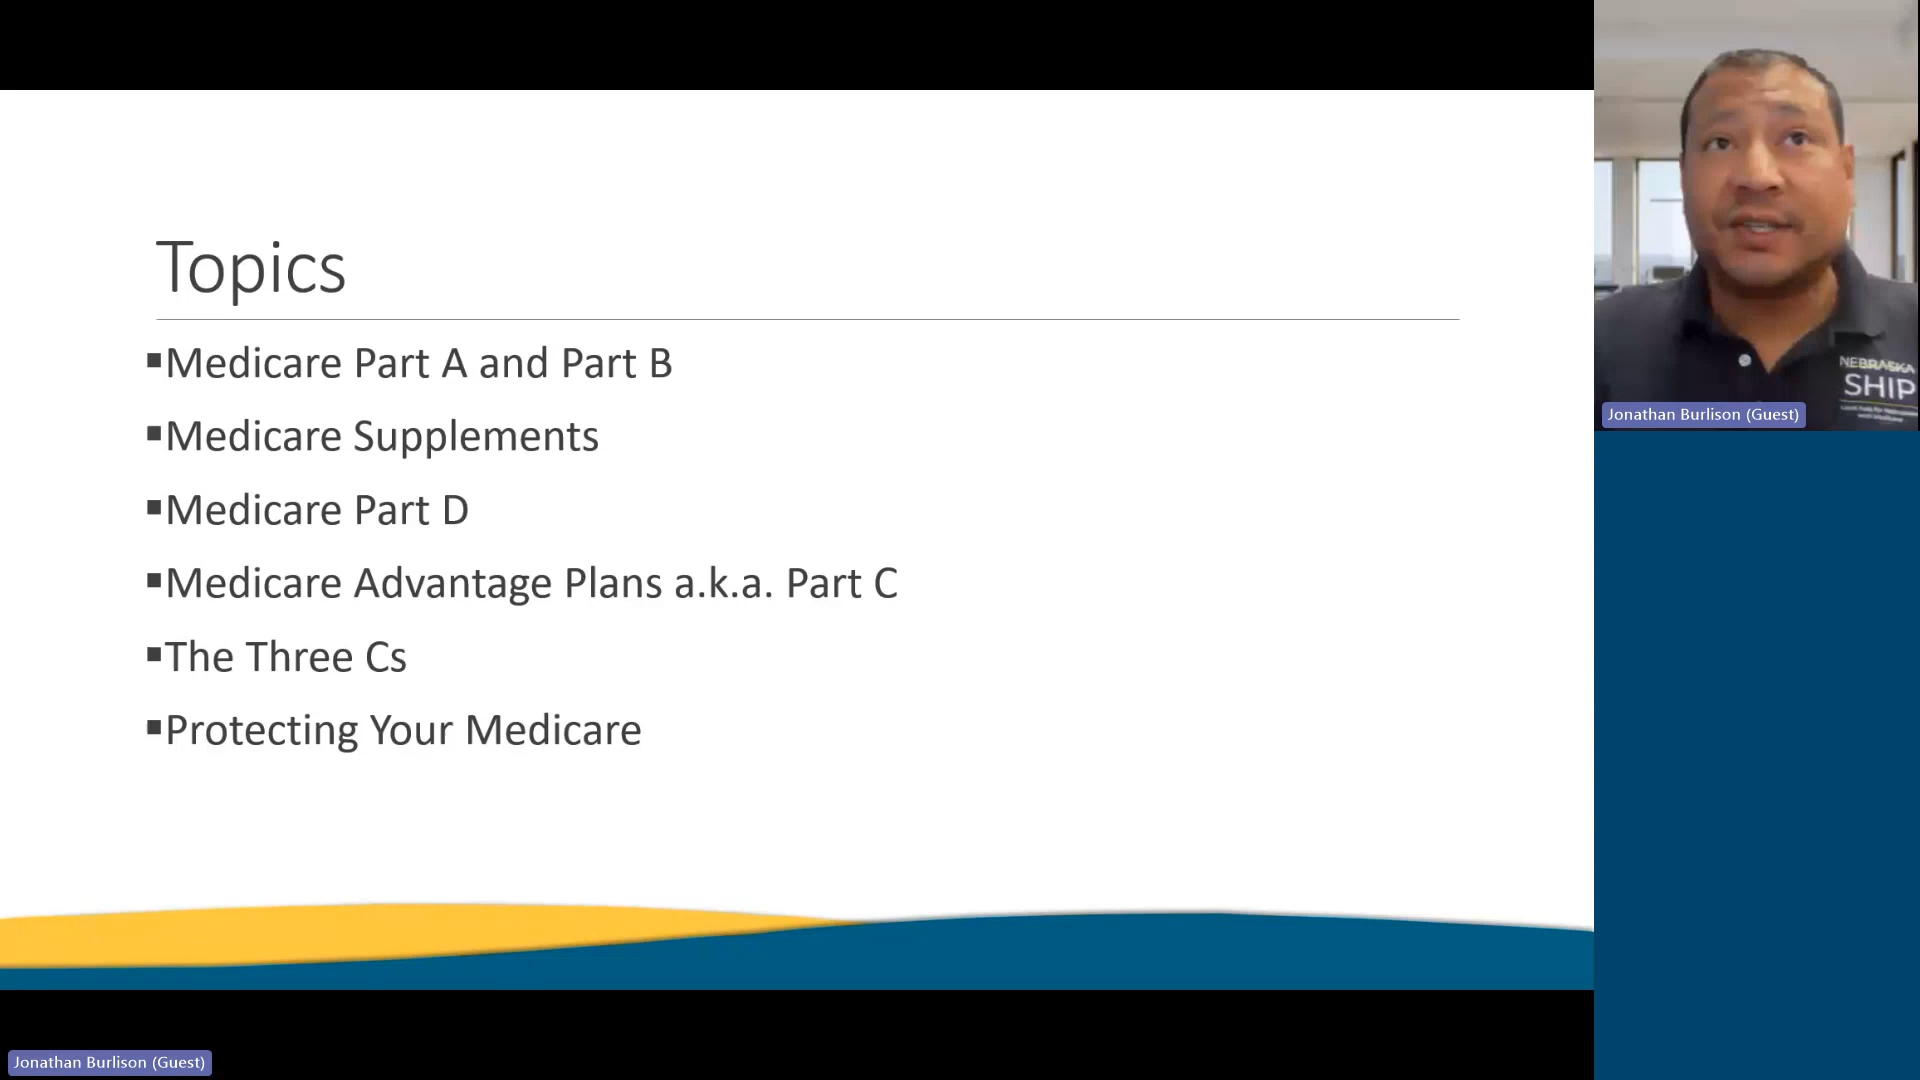 Topics
▪Medicare Part A and Part B
▪Medicare Supplements
▪Medicare Part D
▪Medicare Advantage Plans a.k.a. Part C
▪The Three Cs
▪Protecting Your Medicare
NEBRASKA
SHIP
Jonathan Burlison (Guest)
Jonathan Burlison (Guest)